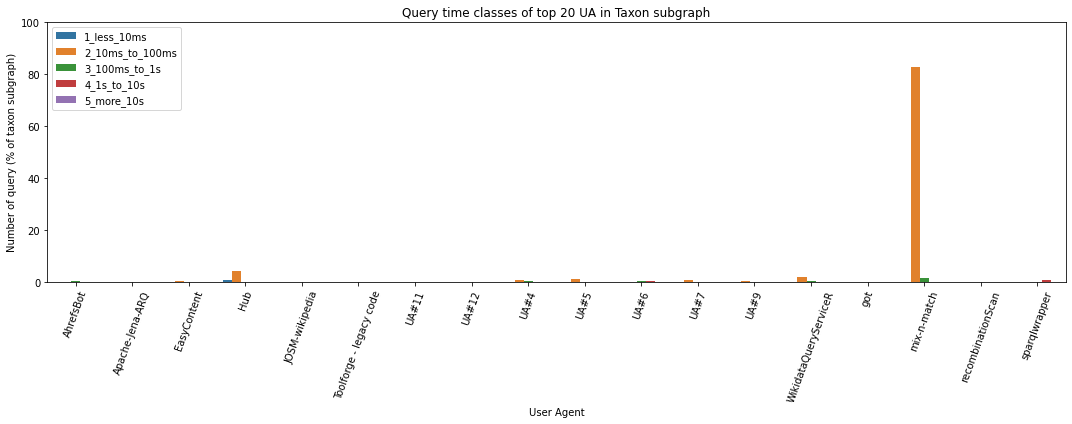 Query time classes of top 20 UA in Taxon subgraph
Number of query (% of taxon subgraph)
100
80
60
40
20
0
1_less_10ms
2_10ms_to_100ms
3_100ms_to_1s
4_1s_to_10s
5_more_10s
AhrefsBot
Apache-Jena-ARQ
EasyContent
Hub
JOSM-wikipedia
Toolforge - legacy code
UA#11
UA#12
UA#4
UA#5
UA#6
UA#7
UA#9
WikidataQueryServiceR
got
mix-n-match
recombinationScan
sparqlwrapper
User Agent